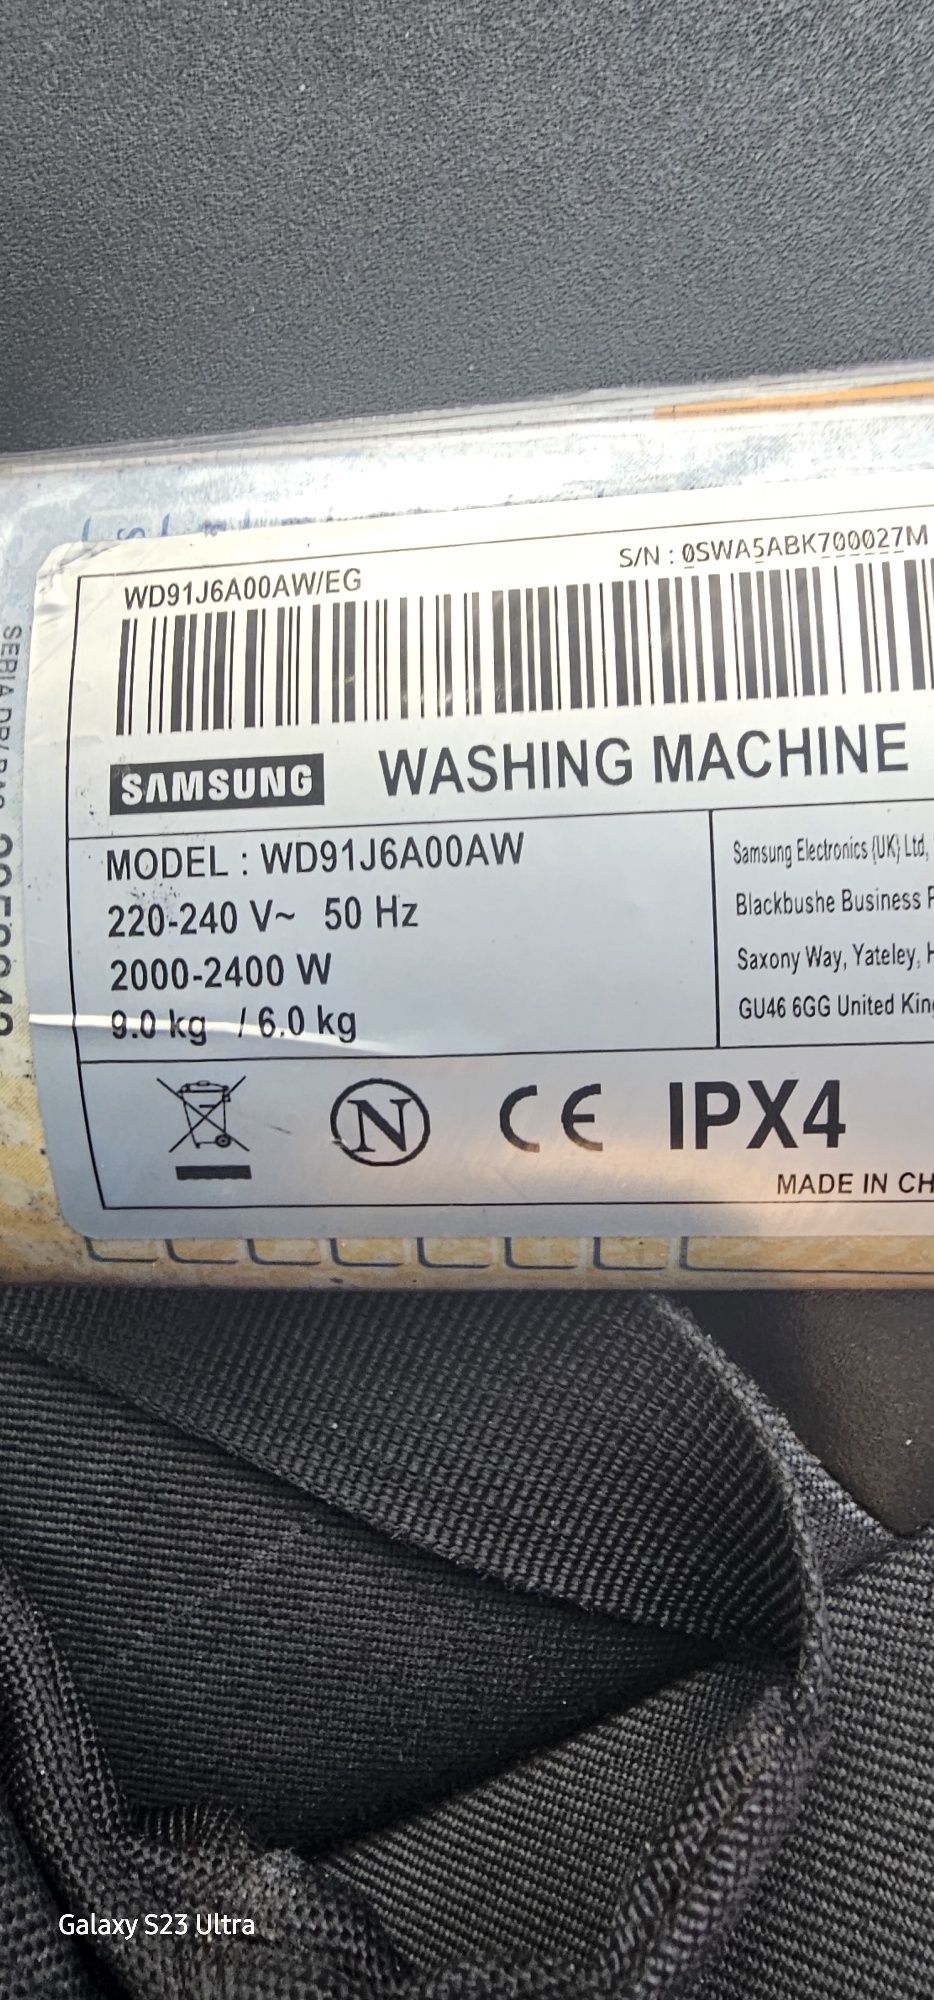 WD91J6A00AW/EG
S/N : 0SWA5ABK700027M
SAMSUNG
WASHING MACHINE
MODEL : WD91J6A00AW
220-240 V~ 50 Hz
2000-2400 W
9.0 kg / 6.0 kg
Samsung Electronics (UK) Ltd,
Blackbushe Business
Saxony Way, Yateley,
GU46 6GG United
N
CE
IPX4
MADE IN
SERIA
Galaxy S23 Ultra